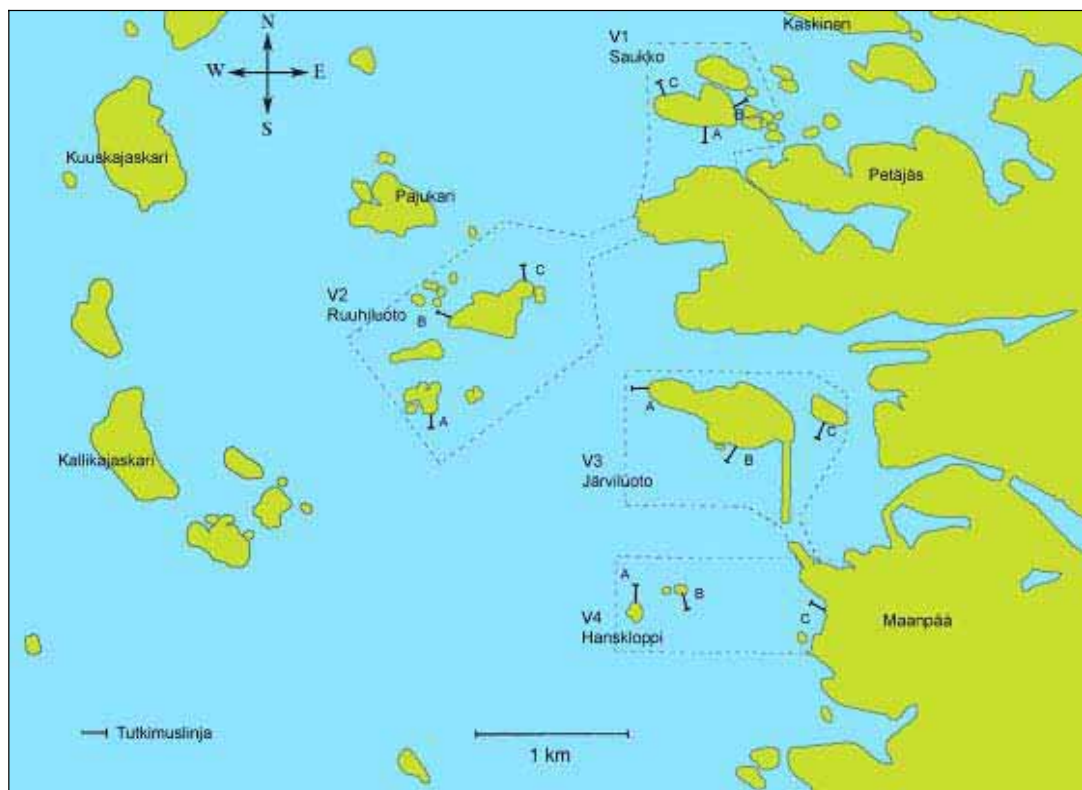 Kaskinen
V1
Saukko
N
W E
S
C
B
A
Kuuskajaskari
Pajukari
Petäjäs
C
V2
Ruuhiluoto
B
A
A
C
B
Kallikajaskari
V3
Järviluoto
A
B
C
V4
Hanskloppi
Maanpää
Tutkimuslinja
1 km